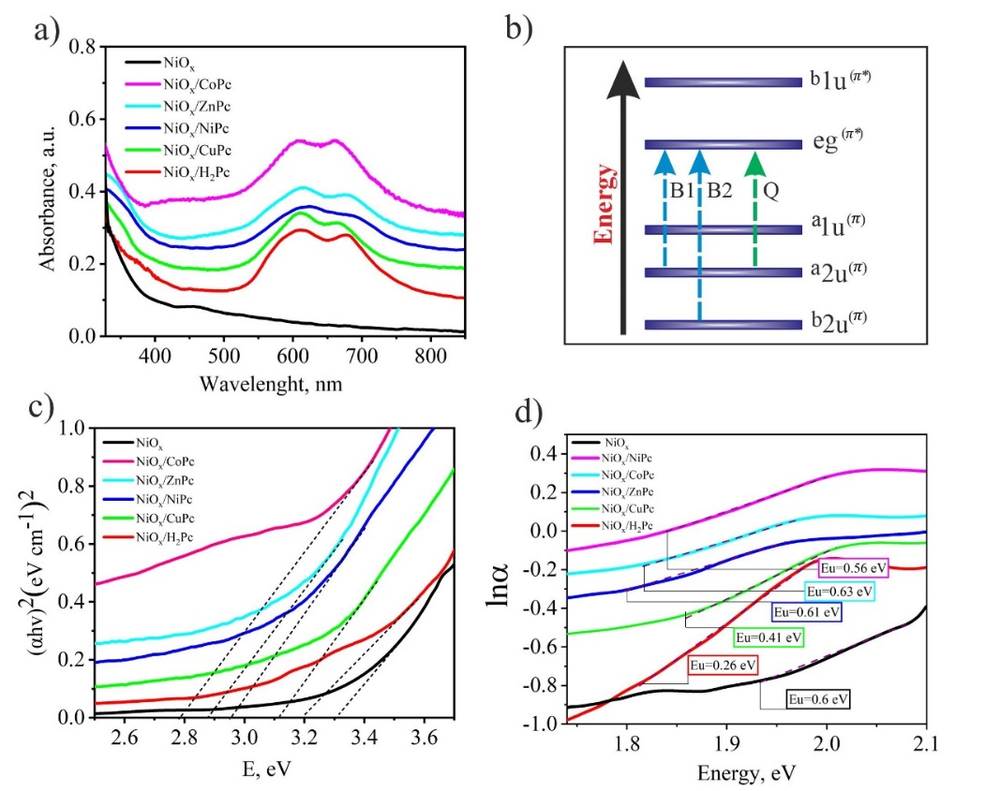 a)
0.8
0.6
0.4
0.2
0.0
Absorbance, a.u.
NiOx
NiOx/CoPc
NiOx/ZnPc
NiOx/NiPc
NiOx/CuPc
NiOx/H2Pc
400 500 600 700 800
Wavelenght, nm
b)
Energy
b1u(π*)
eg(π*)
B1 B2 Q
a1u(π)
a2u(π)
b2u(π)
c)
1.0
0.8
0.6
0.4
0.2
0.0
(αhν)2(eV cm-1)2
NiOx
NiOx/CoPc
NiOx/ZnPc
NiOx/NiPc
NiOx/CuPc
NiOx/H2Pc
2.6 2.8 3.0 3.2 3.4 3.6
E, eV
d)
0.4
0.2
0.0
-0.2
-0.4
-0.6
-0.8
-1.0
lnα
NiOx
NiOx/NiPc
NiOx/CoPc
NiOx/ZnPc
NiOx/CuPc
NiOx/H2Pc
Eu=0.56 eV
Eu=0.63 eV
Eu=0.61 eV
Eu=0.41 eV
Eu=0.26 eV
Eu=0.6 eV
1.8 1.9 2.0 2.1
Energy, eV